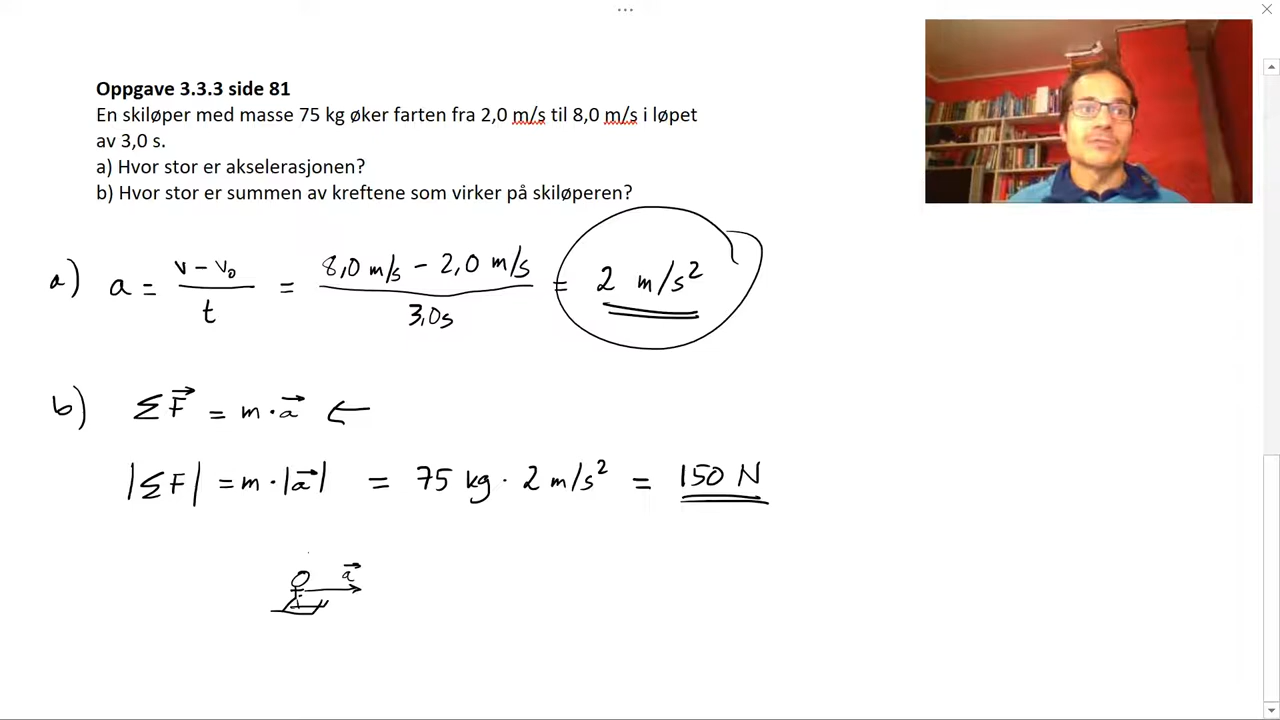 Oppgave 3.3.3 side 81
En skiløper med masse 75 kg øker farten fra 2,0 m/s til 8,0 m/s i løpet
av 3,0 s.
a) Hvor stor er akselerasjonen?
b) Hvor stor er summen av kreftene som virker på skiløperen?
a) a = (v - v₀)/t = (8,0 m/s - 2,0 m/s)/3,0s = 2 m/s²
b) ΣF⃗ = m · a⃗ ←
|ΣF| = m · |a⃗| = 75 kg · 2 m/s² = 150 N
a⃗